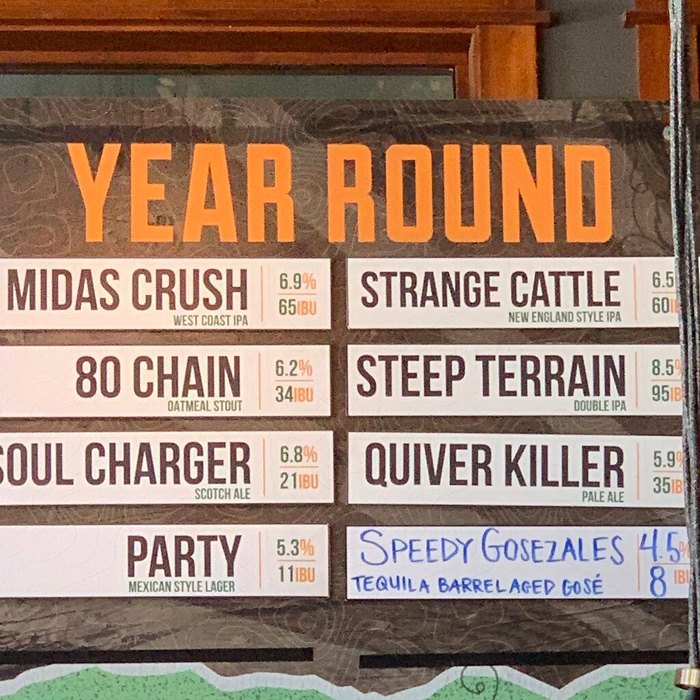 YEAR ROUND
MIDAS CRUSH
6.9%
WEST COAST IPA
65IBU
STRANGE CATTLE
6.5
NEW ENGLAND STYLE IPA
60
80 CHAIN
6.2%
OATMEAL STOUT
34IBU
STEEP TERRAIN
8.5%
DOUBLE IPA
95IB
SOUL CHARGER
6.8%
SCOTCH ALE
21IBU
QUIVER KILLER
5.9%
PALE ALE
35IB
PARTY
5.3%
MEXICAN STYLE LAGER
11IBU
SPEEDY GOSEZALES
4.5%
TEQUILA BARREL AGED GOSÉ
8 IB